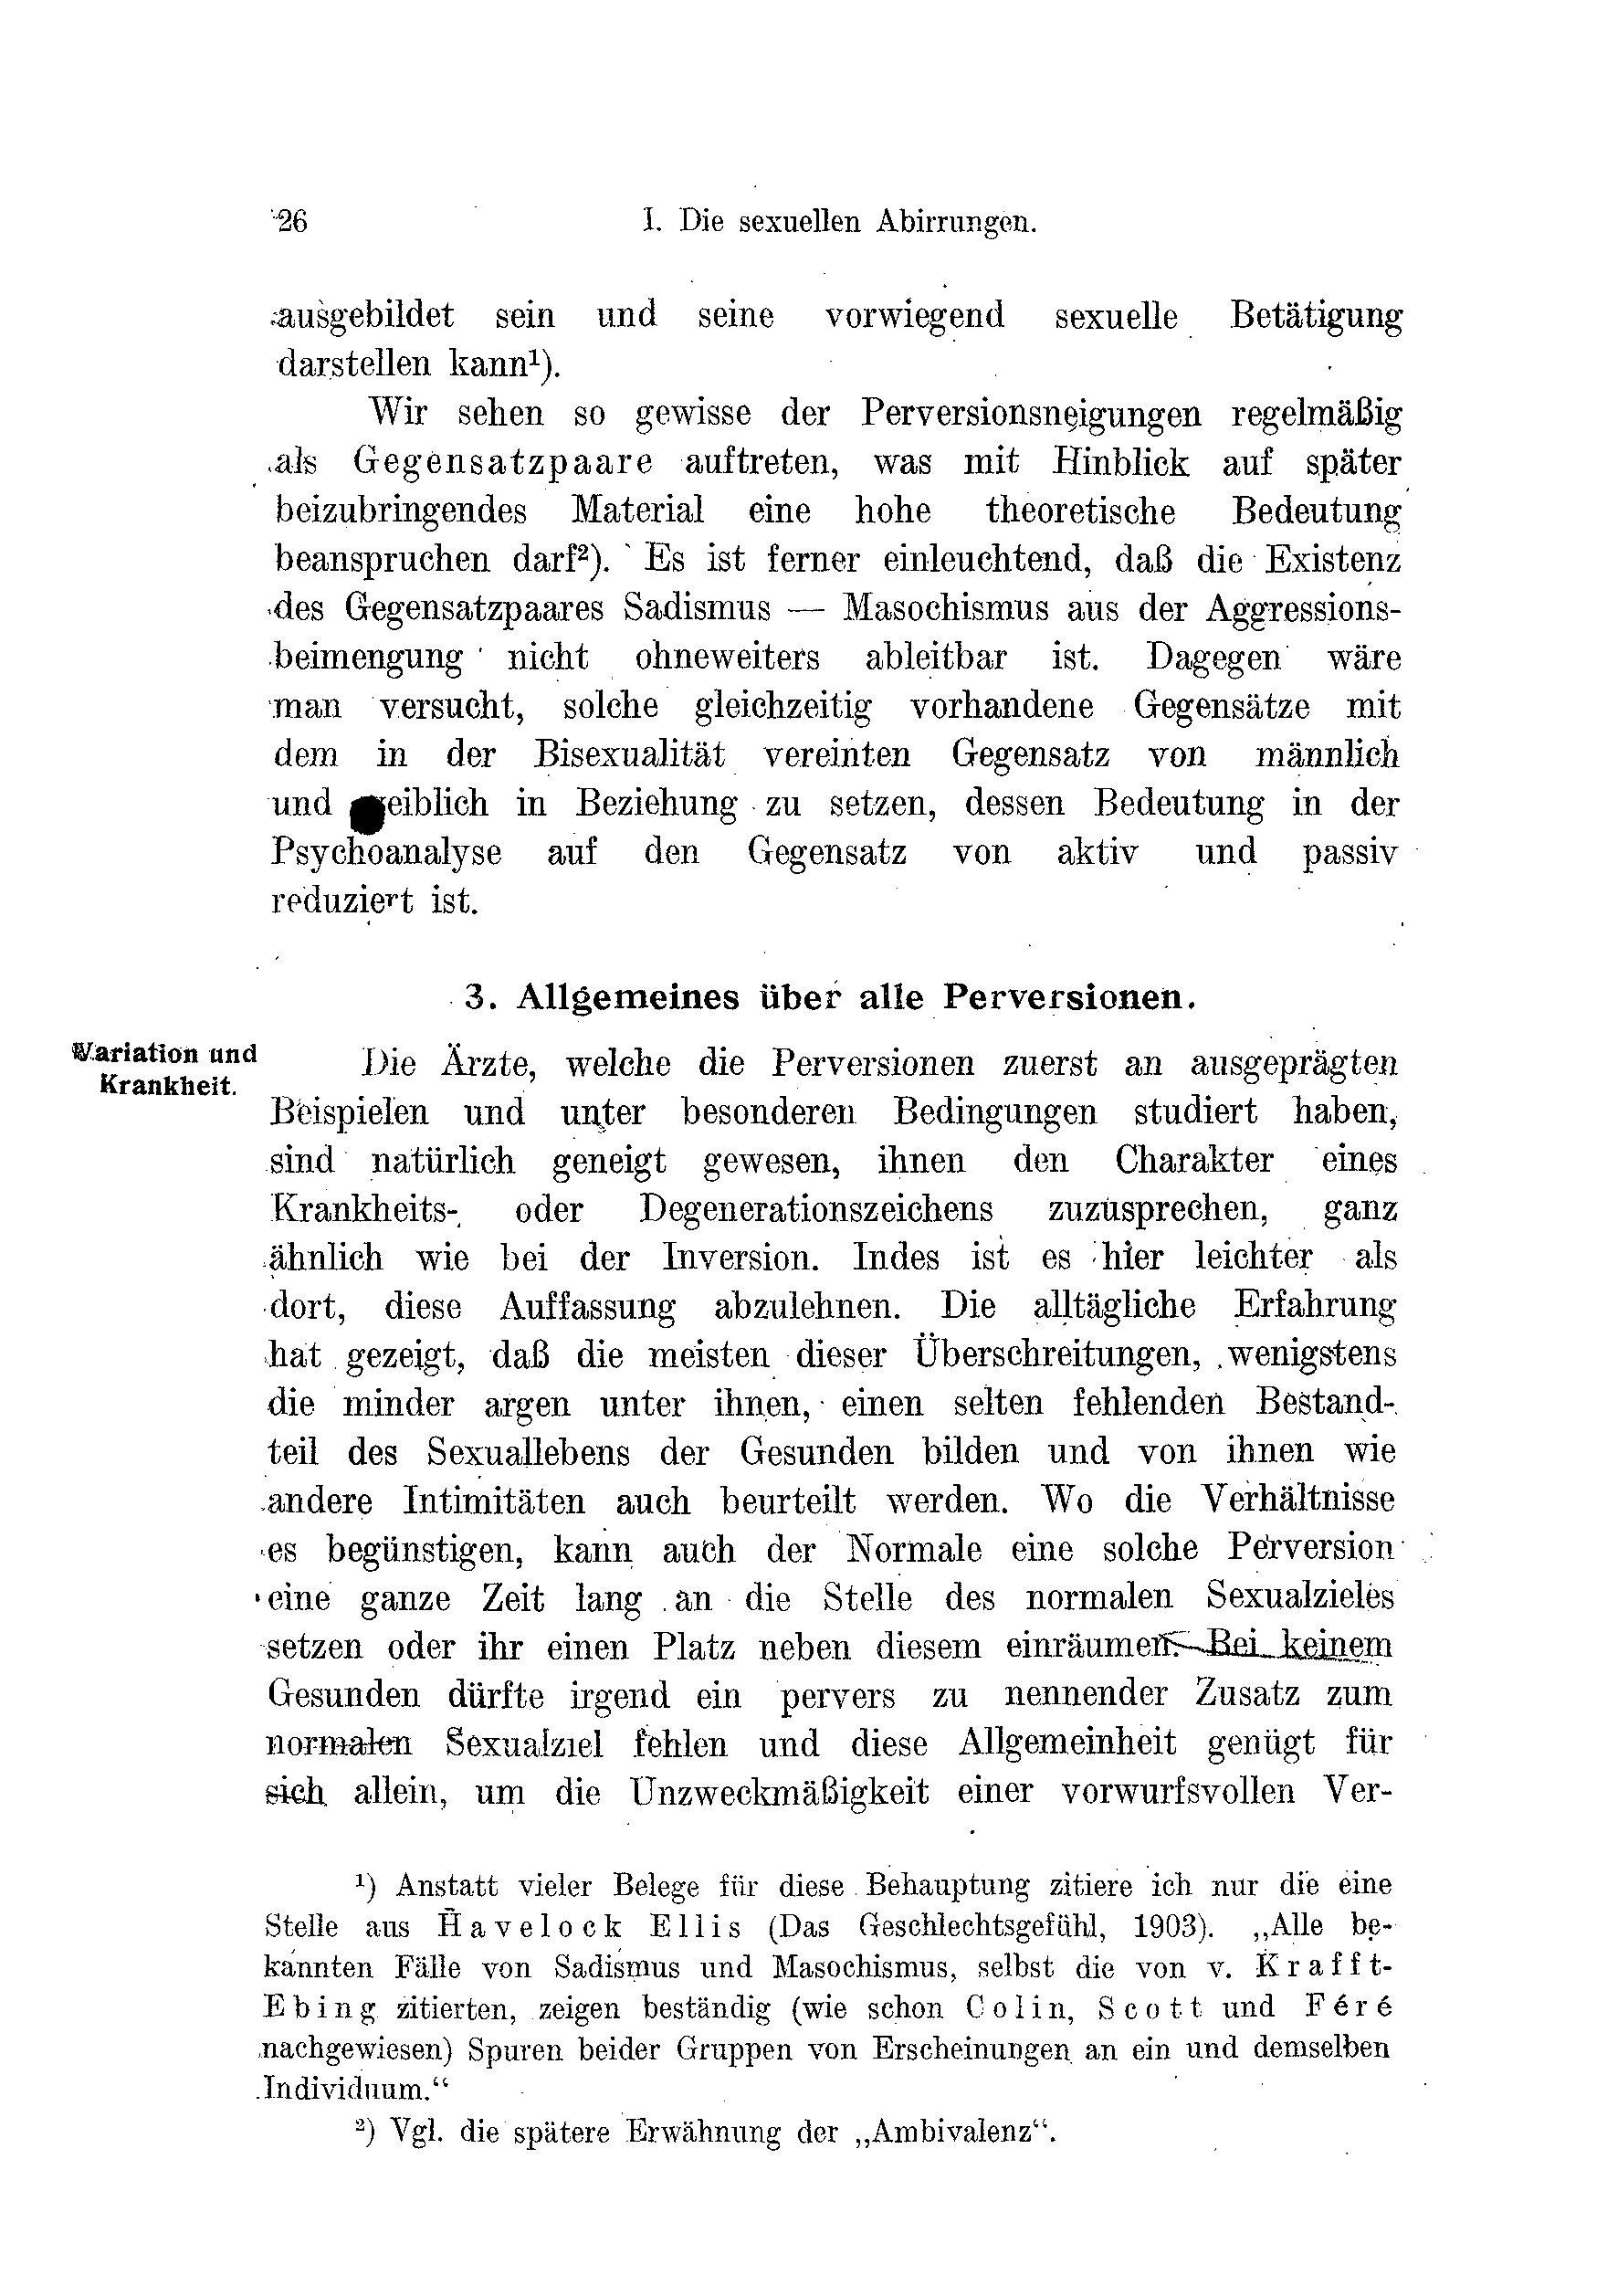 26 I. Die sexuellen Abirrungen.
ausgebildet sein und seine vorwiegend sexuelle Betätigung
darstellen kann¹).
Wir sehen so gewisse der Perversionsneigungen regelmäßig
als Gegensatzpaare auftreten, was mit Hinblick auf später
beizubringendes Material eine hohe theoretische Bedeutung
beanspruchen darf²). Es ist ferner einleuchtend, daß die Existenz
des Gegensatzpaares Sadismus — Masochismus aus der Aggressions-
beimengung nicht ohneweiters ableitbar ist. Dagegen wäre
man versucht, solche gleichzeitig vorhandene Gegensätze mit
dem in der Bisexualität vereinten Gegensatz von männlich
und weiblich in Beziehung zu setzen, dessen Bedeutung in der
Psychoanalyse auf den Gegensatz von aktiv und passiv
reduziert ist.
3. Allgemeines über alle Perversionen.
Variation und
Krankheit.
Die Ärzte, welche die Perversionen zuerst an ausgeprägten
Beispielen und unter besonderen Bedingungen studiert haben,
sind natürlich geneigt gewesen, ihnen den Charakter eines
Krankheits- oder Degenerationszeichens zuzusprechen, ganz
ähnlich wie bei der Inversion. Indes ist es hier leichter als
dort, diese Auffassung abzulehnen. Die alltägliche Erfahrung
hat gezeigt, daß die meisten dieser Überschreitungen, wenigstens
die minder argen unter ihnen, einen selten fehlenden Bestand-
teil des Sexuallebens der Gesunden bilden und von ihnen wie
andere Intimitäten auch beurteilt werden. Wo die Verhältnisse
es begünstigen, kann auch der Normale eine solche Perversion
eine ganze Zeit lang an die Stelle des normalen Sexualzieles
setzen oder ihr einen Platz neben diesem einräumen. Bei keinem
Gesunden dürfte irgend ein pervers zu nennender Zusatz zum
normalen Sexualziel fehlen und diese Allgemeinheit genügt für
sich allein, um die Unzweckmäßigkeit einer vorwurfsvollen Ver-
¹) Anstatt vieler Belege für diese Behauptung zitiere ich nur die eine
Stelle aus Havelock Ellis (Das Geschlechtsgefühl, 1903). „Alle be-
kannten Fälle von Sadismus und Masochismus, selbst die von v. Krafft-
Ebing zitierten, zeigen beständig (wie schon Colin, Scott und Féré
nachgewiesen) Spuren beider Gruppen von Erscheinungen an ein und demselben
Individuum.“
²) Vgl. die spätere Erwähnung der „Ambivalenz“.